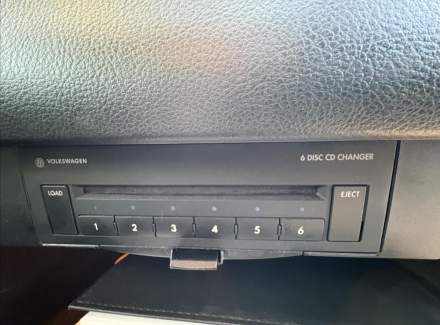 VOLKSWAGEN 6 DISC CD CHANGER
LOAD EJECT
1 2 3 4 5 6